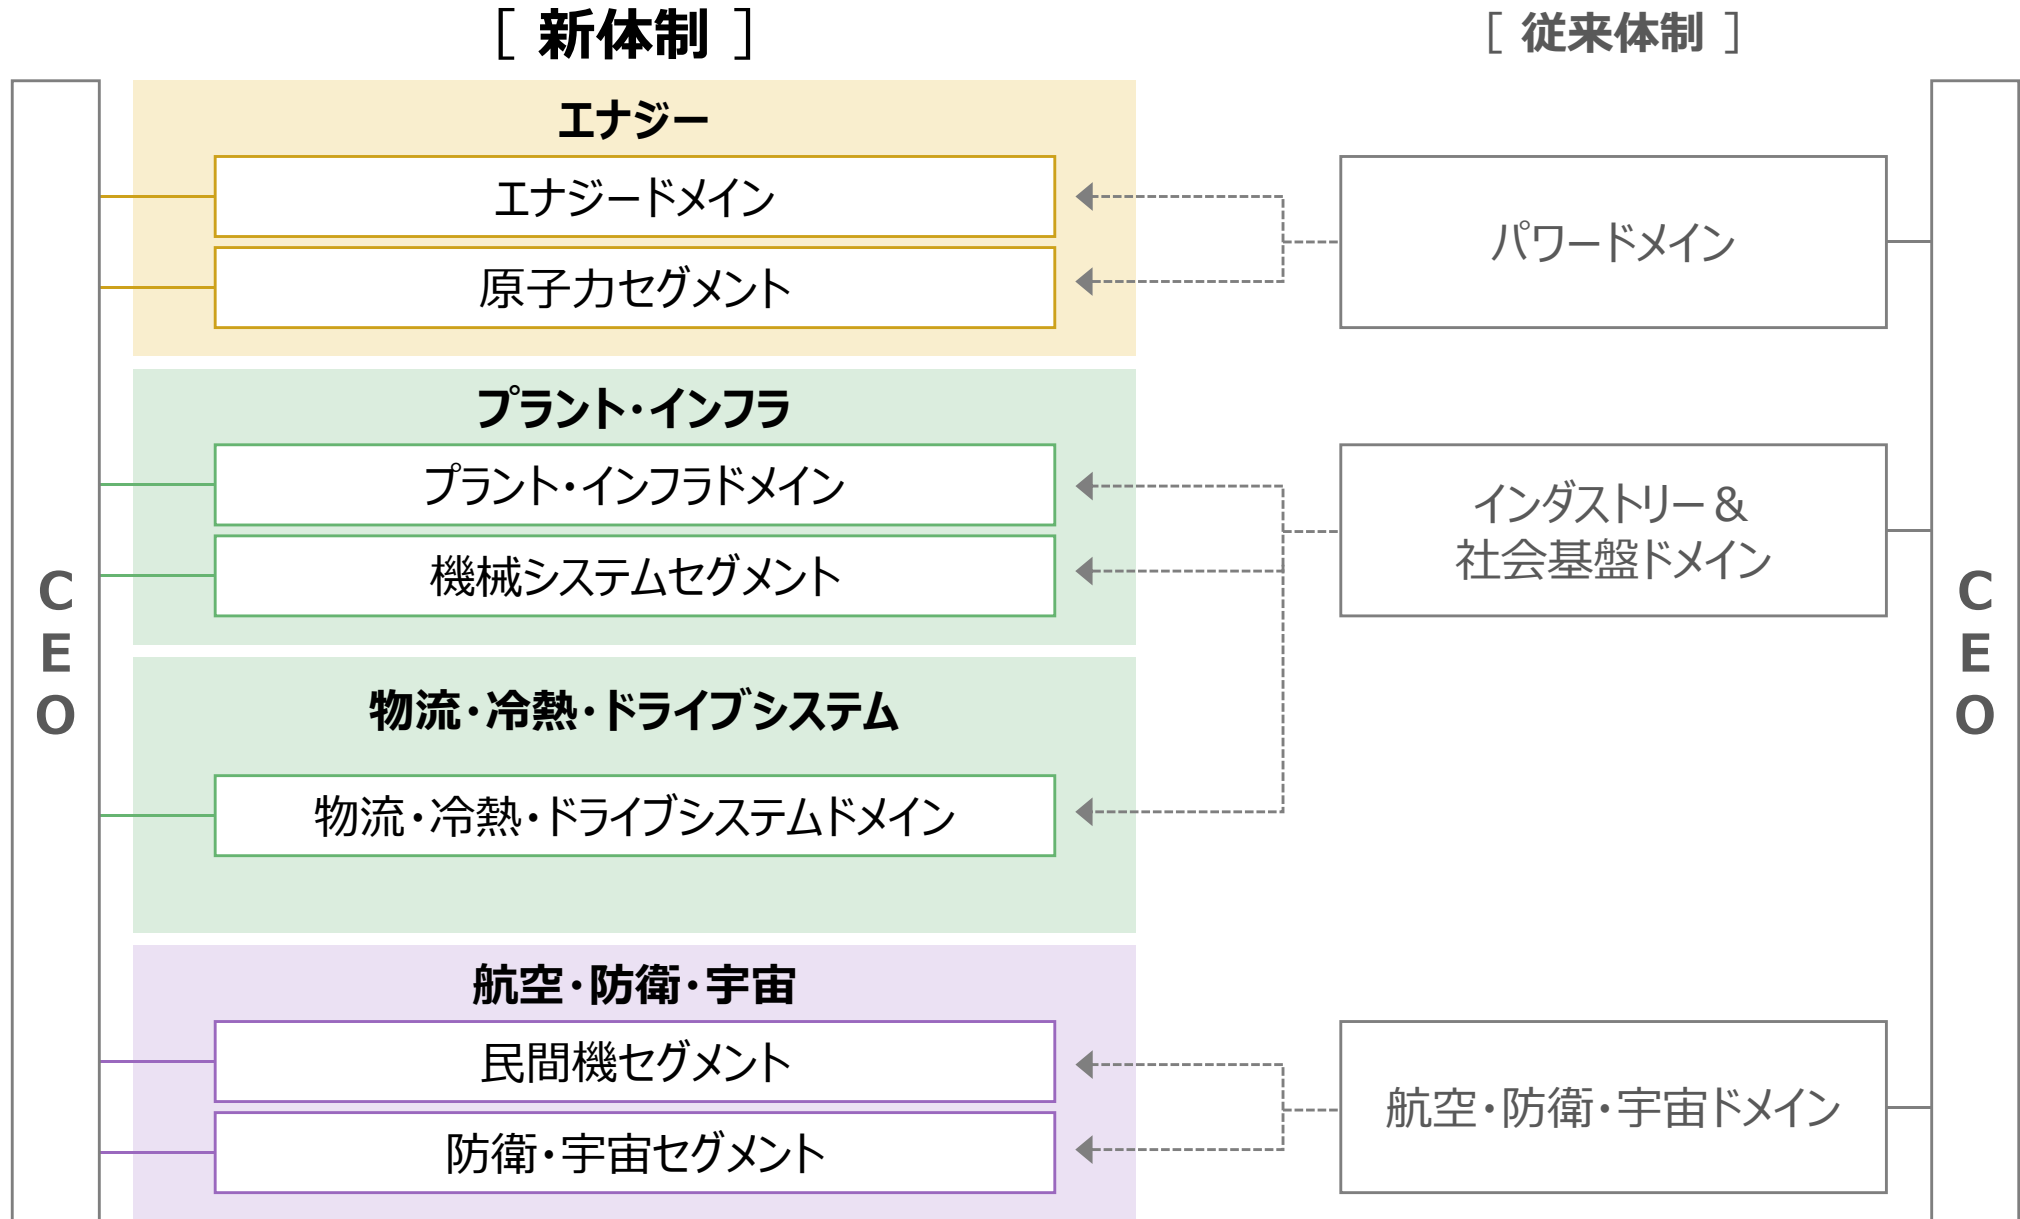 ［ 新体制 ］
［ 従来体制 ］
CEO
エナジー
エナジードメイン
原子力セグメント
プラント・インフラ
プラント・インフラドメイン
機械システムセグメント
物流・冷熱・ドライブシステム
物流・冷熱・ドライブシステムドメイン
航空・防衛・宇宙
民間機セグメント
防衛・宇宙セグメント
パワードメイン
インダストリー＆
社会基盤ドメイン
航空・防衛・宇宙ドメイン
CEO